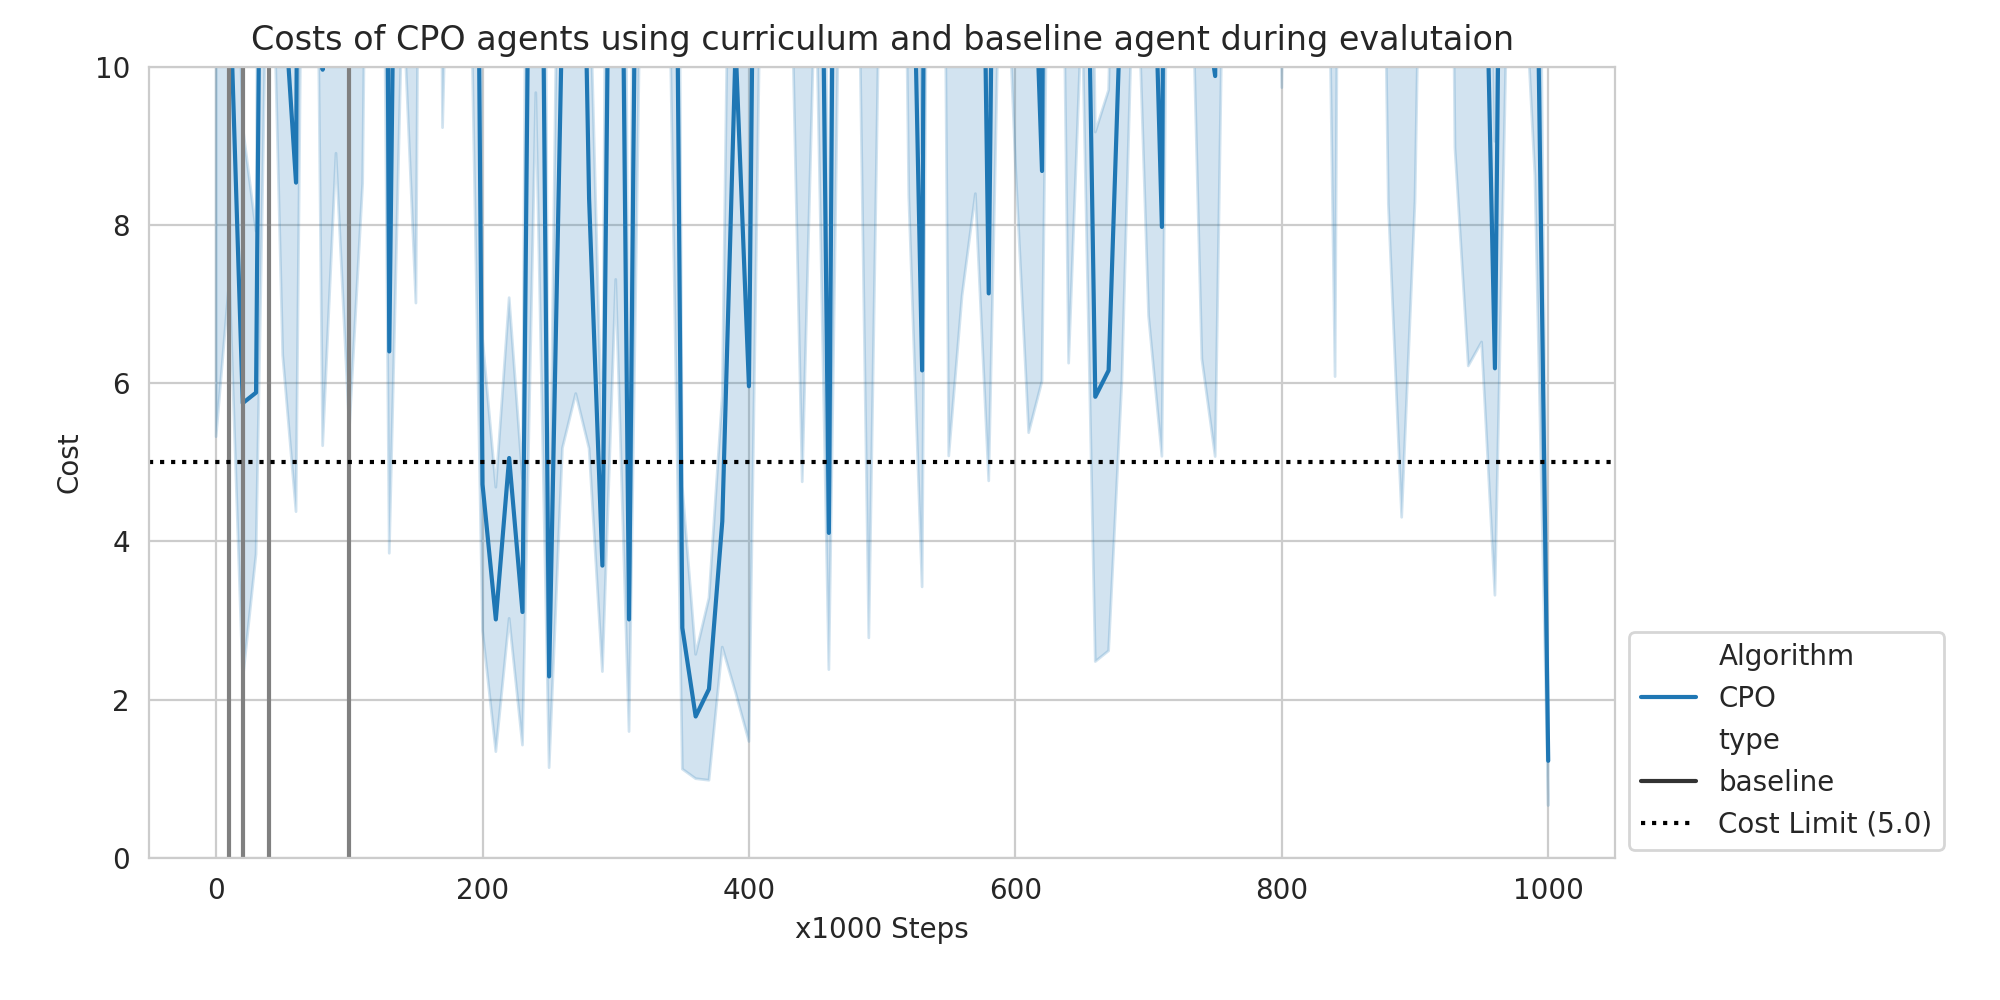 Costs of CPO agents using curriculum and baseline agent during evalutaion
10
8
6
4
2
0
Cost
0 200 400 600 800 1000
x1000 Steps
Algorithm
CPO
type
baseline
Cost Limit (5.0)